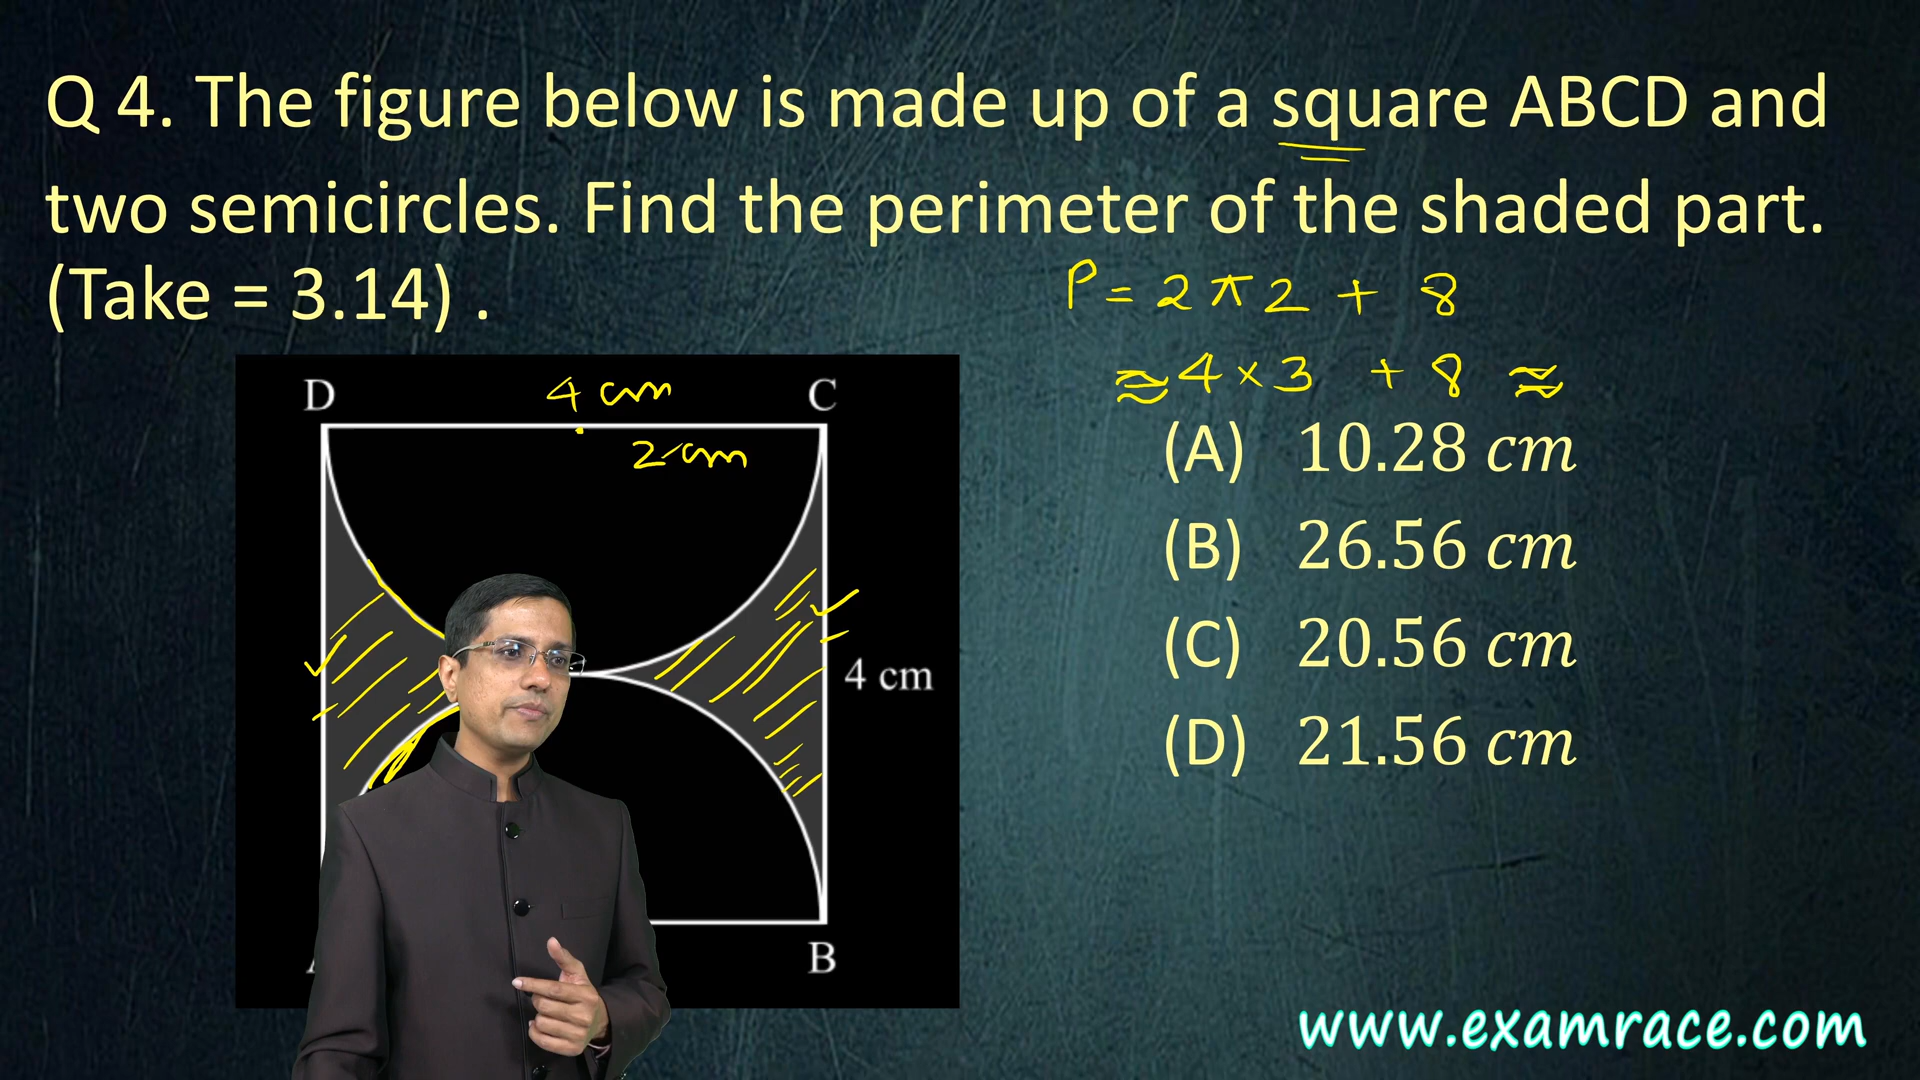 Q 4. The figure below is made up of a square ABCD and
two semicircles. Find the perimeter of the shaded part.
(Take = 3.14) .
P = 2 π 2 + 8
≈ 4 × 3 + 8 ≈
D
4 cm
C
2 cm
4 cm
B
(A) 10.28 cm
(B) 26.56 cm
(C) 20.56 cm
(D) 21.56 cm
www.examrace.com